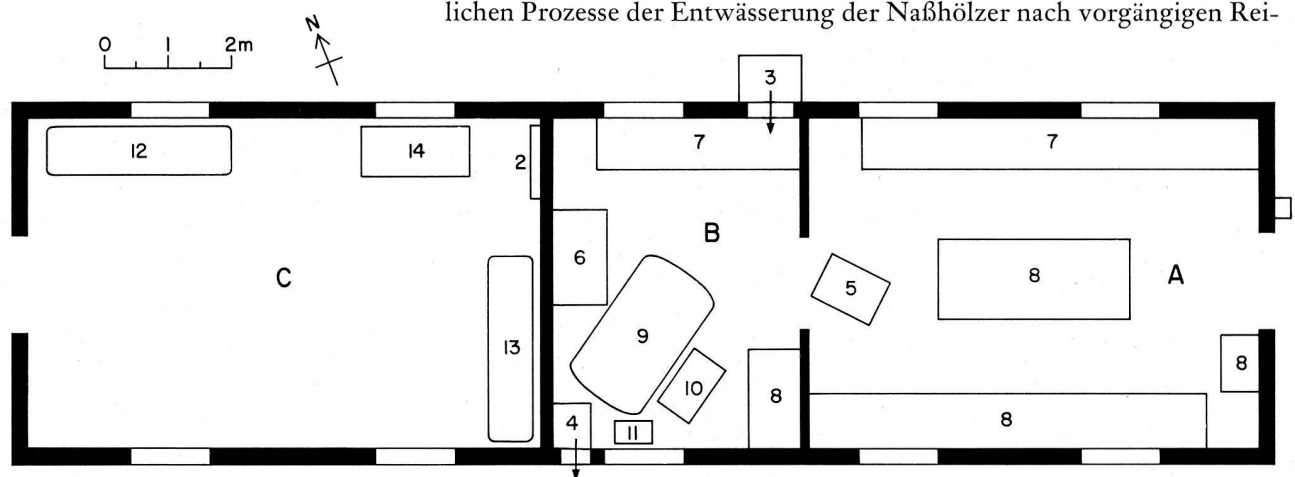 lichen Prozesse der Entwässerung der Naßhölzer nach vorgängigen Rei-
0 1 2m
N
3
12
14
2
7
7
6
B
C
5
8
A
9
13
10
8
8
4
11
8